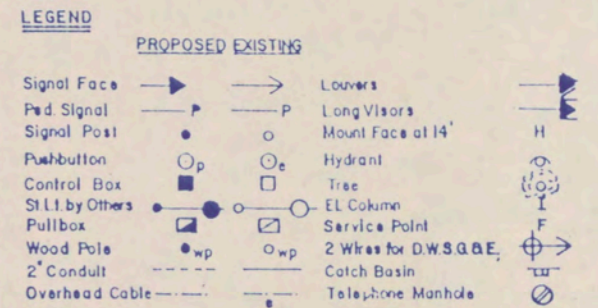 LEGEND
PROPOSED EXISTING
Signal Face Louvers
Ped. Signal P P Long Visors
Signal Post Mount Face at 14' H
Pushbutton p e Hydrant
Control Box Tree
St.Lt. by Others EL Column I
Pullbox Service Point F
Wood Pole wp wp 2 Wires for D.W.S.G.& E.
2" Conduit Catch Basin
Overhead Cable e Telephone Manhole